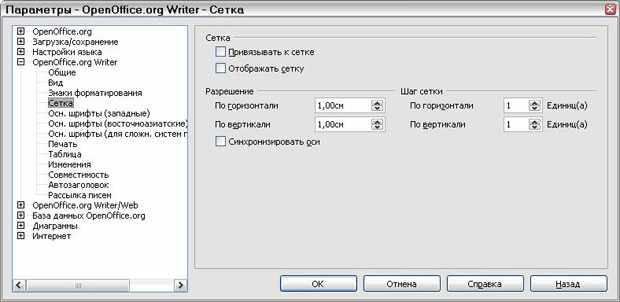 Параметры - OpenOffice.org Writer - Сетка
OpenOffice.org
Загрузка/сохранение
Настройки языка
OpenOffice.org Writer
Общие
Вид
Знаки форматирования
Сетка
Осн. шрифты (западные)
Осн. шрифты (восточноазиатские)
Осн. шрифты (для сложн. систем г
Печать
Таблица
Изменения
Совместимость
Автозаголовок
Рассылка писем
OpenOffice.org Writer/Web
База данных OpenOffice.org
Диаграммы
Интернет
Сетка
Привязывать к сетке
Отображать сетку
Разрешение
По горизонтали 1,00см
По вертикали 1,00см
Синхронизировать оси
Шаг сетки
По горизонтали 1 Единиц(а)
По вертикали 1 Единиц(а)
OK Отмена Справка Назад